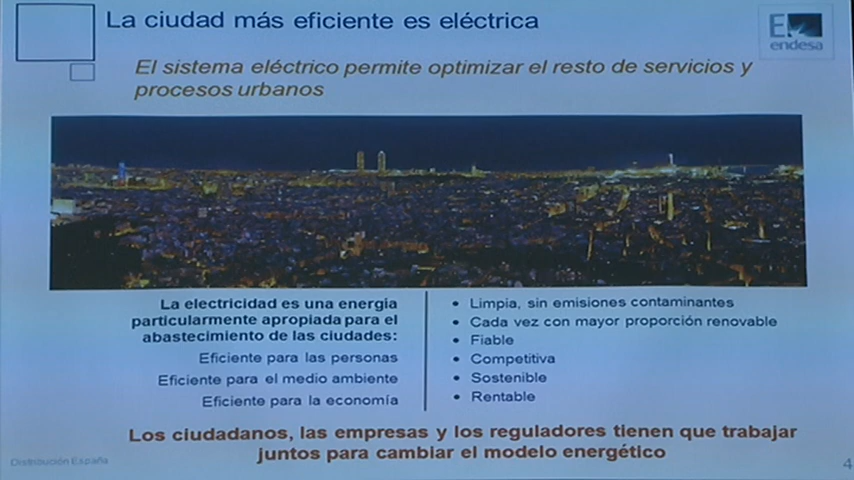 La ciudad más eficiente es eléctrica
endesa
El sistema eléctrico permite optimizar el resto de servicios y
procesos urbanos
La electricidad es una energía
particularmente apropiada para el
abastecimiento de las ciudades:
Eficiente para las personas
Eficiente para el medio ambiente
Eficiente para la economía
• Limpia, sin emisiones contaminantes
• Cada vez con mayor proporción renovable
• Fiable
• Competitiva
• Sostenible
• Rentable
Los ciudadanos, las empresas y los reguladores tienen que trabajar
juntos para cambiar el modelo energético
Distribución España
4